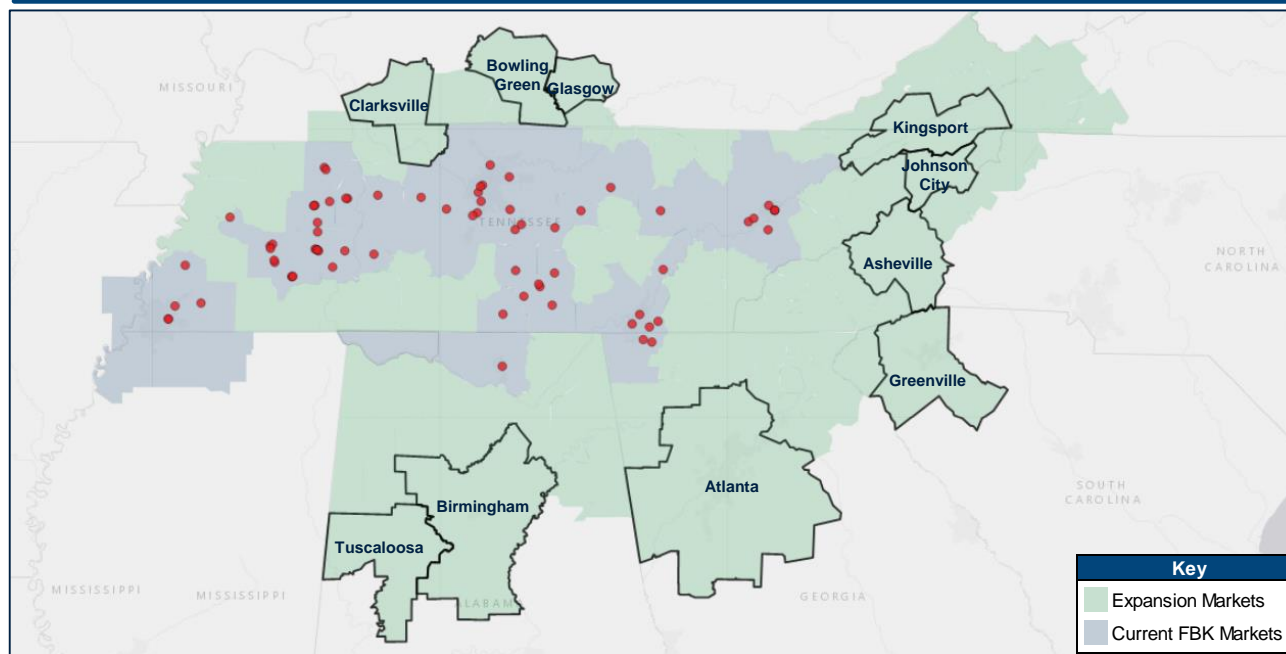 MISSOURI
Bowling
Green
Glasgow
Clarksville
Kingsport
Johnson
City
TENNESSEE
Asheville
NORTH
CAROLINA
Greenville
Atlanta
SOUTH
CAROLINA
Birmingham
Tuscaloosa
MISSISSIPPI
MISSISSIPPI
ALABAMA
GEORGIA
Key
Expansion Markets
Current FBK Markets